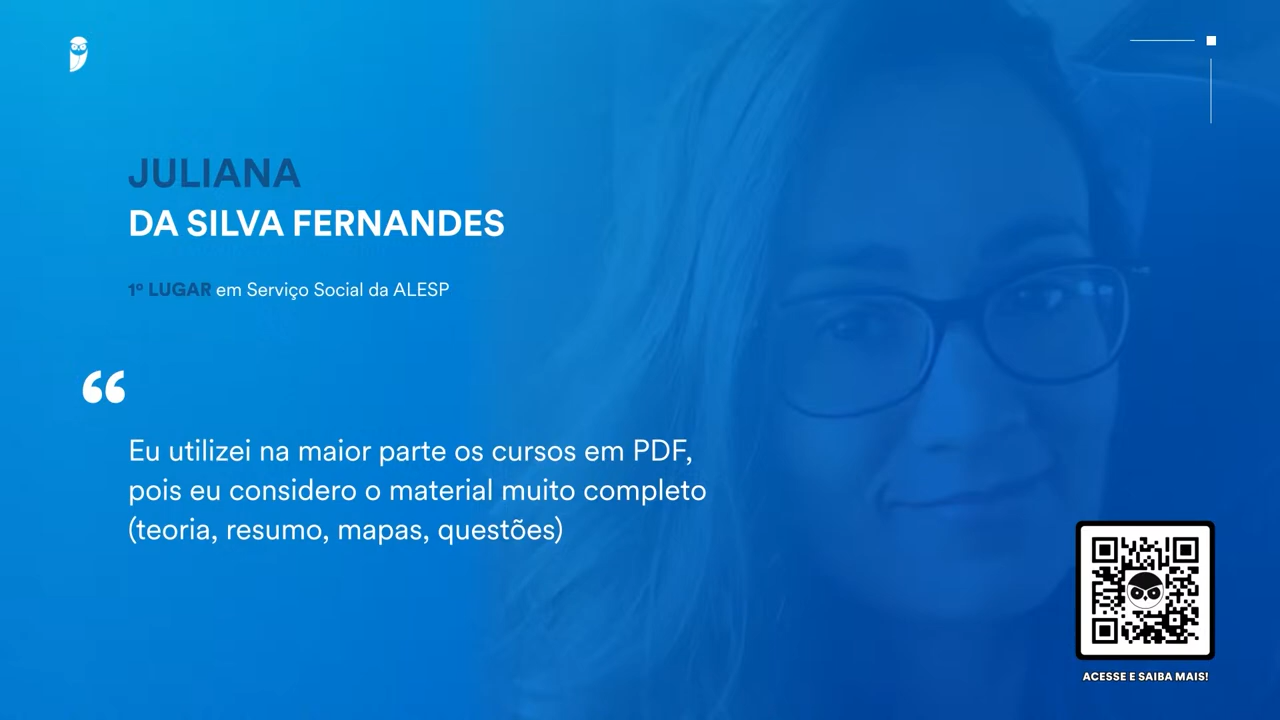 JULIANA
DA SILVA FERNANDES
1º LUGAR em Serviço Social da ALESP
“
Eu utilizei na maior parte os cursos em PDF,
pois eu considero o material muito completo
(teoria, resumo, mapas, questões)
ACESSE E SAIBA MAIS!